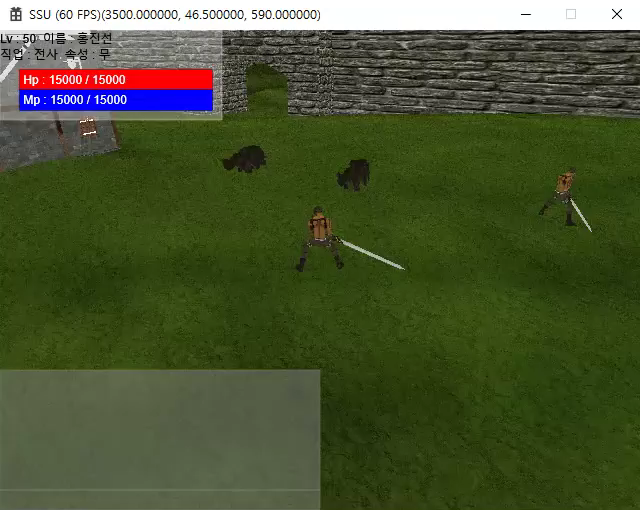 SSU (60 FPS)(3500.000000, 46.500000, 590.000000)
Lv : 50 이름 : 홍진선
직업 : 전사 속성 : 무
Hp : 15000 / 15000
Mp : 15000 / 15000